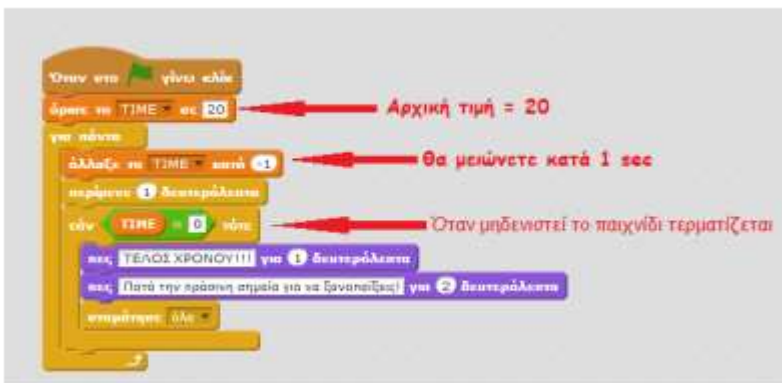 Όταν στο γίνει κλικ
όρισε το TIME σε 20
Αρχική τιμή = 20
για πάντα
άλλαξε το TIME κατά -1
Θα μειώνετε κατά 1 sec
περίμενε 1 δευτερόλεπτα
εάν TIME = 0 τότε
Όταν μηδενιστεί το παιχνίδι τερματίζεται
πες ΤΕΛΟΣ ΧΡΟΝΟΥ!!! για 1 δευτερόλεπτα
πες Πατά την πράσινη σημαία για να ξαναπαίξεις! για 2 δευτερόλεπτα
σταμάτησε όλα